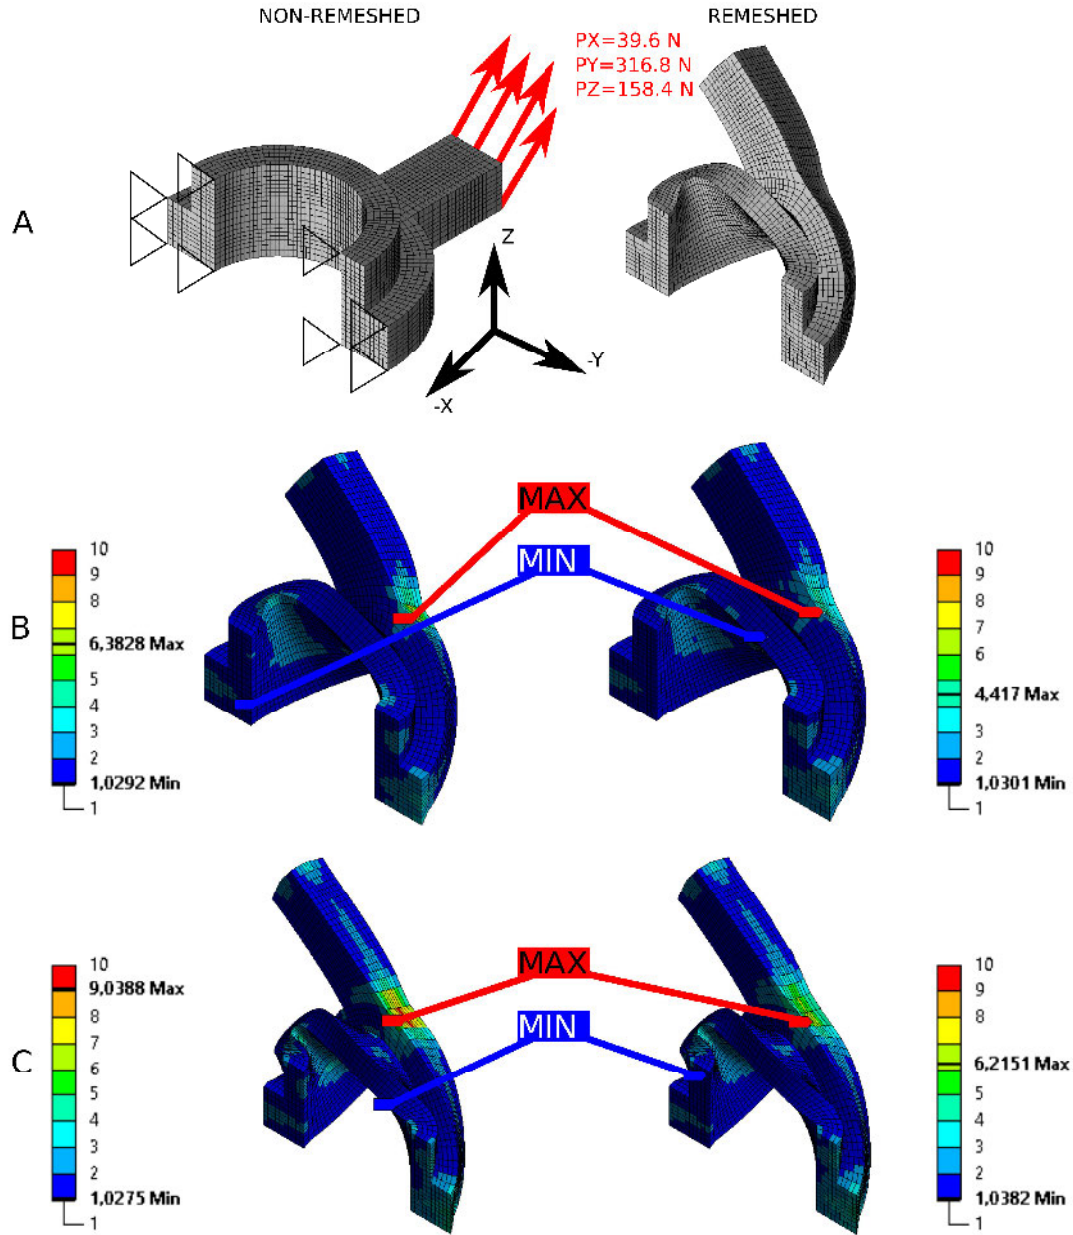 NON-REMESHED
REMESHED
PX=39.6 N
PY=316.8 N
PZ=158.4 N
A
Z
-Y
-X
B
MAX
MIN
10
9
8
7
6,3828 Max
5
4
3
2
1,0292 Min
1
10
9
8
7
6
5
4,417 Max
3
2
1,0301 Min
1
C
MAX
MIN
10
9,0388 Max
8
7
6
5
4
3
2
1,0275 Min
1
10
9
8
7
6,2151 Max
5
4
3
2
1,0382 Min
1